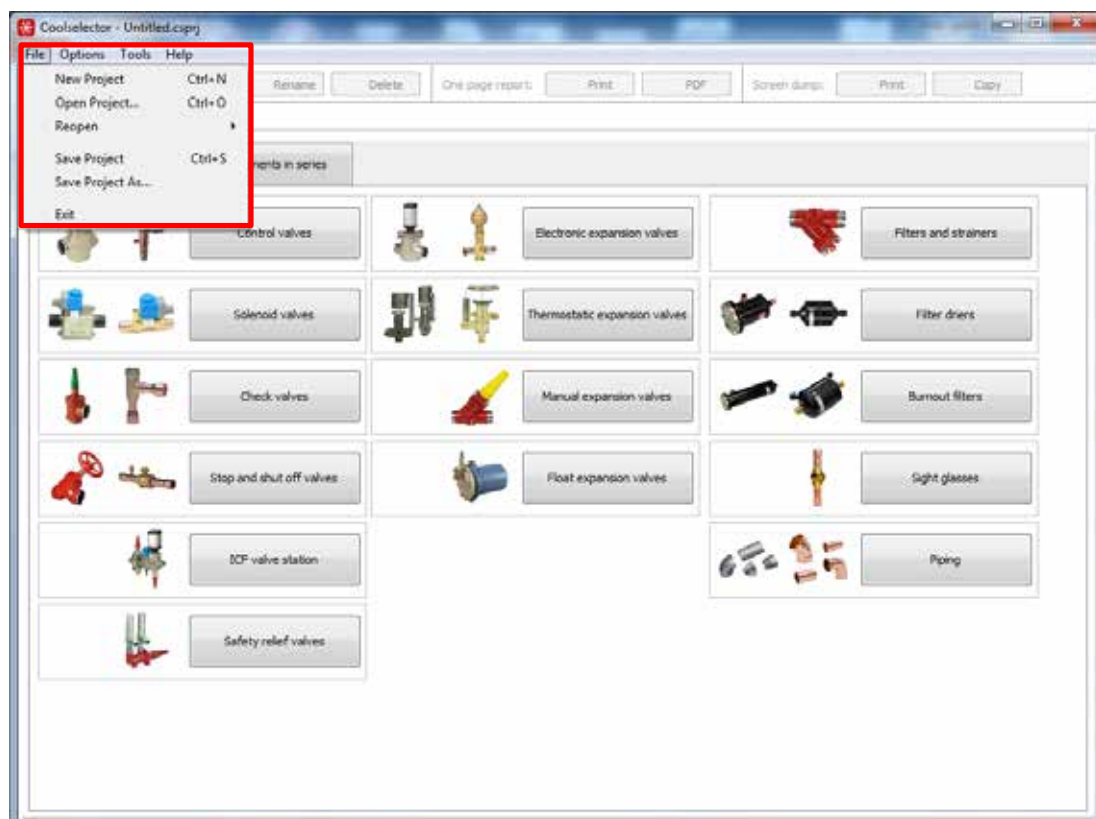 Coolselector - Untitled.csprj
File Options Tools Help
New Project Ctrl+N
Open Project... Ctrl+O
Reopen
Save Project Ctrl+S
Save Project As...
Exit
Rename Delete One page report: Print PDF Screen dump: Print Copy
nents in series
Control valves
Electronic expansion valves
Filters and strainers
Solenoid valves
Thermostatic expansion valves
Filter driers
Check valves
Manual expansion valves
Burnout filters
Stop and shut off valves
Float expansion valves
Sight glasses
ICF valve station
Piping
Safety relief valves